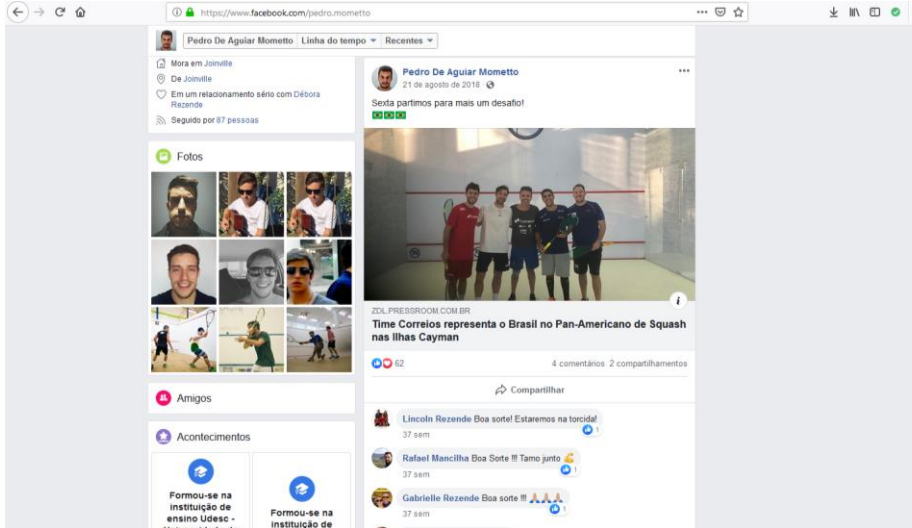 https://www.facebook.com/pedro.mometto
Pedro De Aguiar Mometto Linha do tempo Recentes
Mora em Joinville
De Joinville
Em um relacionamento sério com Débora
Rezende
Seguido por 87 pessoas
Fotos
Amigos
Acontecimentos
Formou-se na
instituição de
ensino Udesc -
Formou-se na
instituição de
Pedro De Aguiar Mometto
21 de agosto de 2018
Sexta partimos para mais um desafio!
ZDL.PRESSROOM.COM.BR
Time Correios representa o Brasil no Pan-Americano de Squash
nas Ilhas Cayman
62 4 comentários 2 compartilhamentos
Compartilhar
Lincoln Rezende Boa sorte! Estaremos na torcida!
1
37 sem
Rafael Mancilha Boa Sorte !!! Tamo junto 💪
1
37 sem
Gabrielle Rezende Boa sorte !!! 🙏🙏🙏
1
37 sem